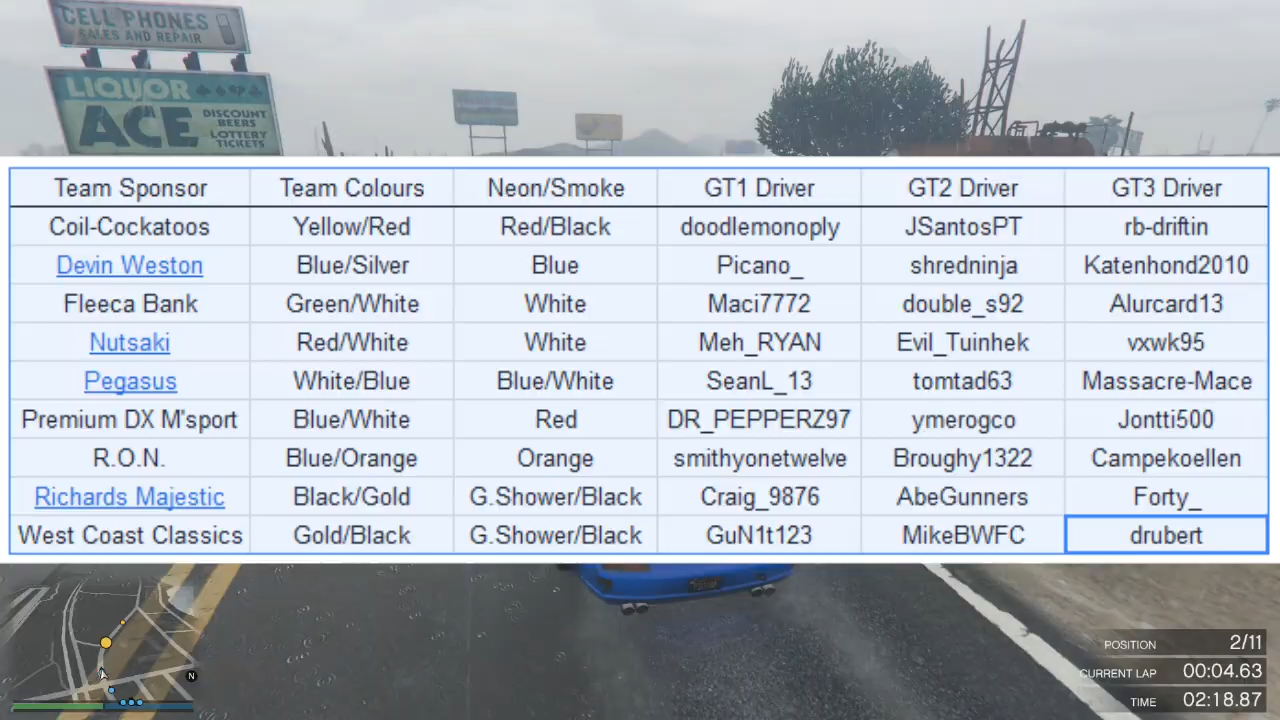 CELL PHONES
SALES AND REPAIR
LIQUOR
ACE
DISCOUNT
BEERS
LOTTERY
TICKETS
Team Sponsor Team Colours Neon/Smoke GT1 Driver GT2 Driver GT3 Driver
Coil-Cockatoos Yellow/Red Red/Black doodlemonoply JSantosPT rb-driftin
Devin Weston Blue/Silver Blue Picano_ shredninja Katenhond2010
Fleeca Bank Green/White White Maci7772 double_s92 Alurcard13
Nutsaki Red/White White Meh_RYAN Evil_Tuinhek vxwk95
Pegasus White/Blue Blue/White SeanL_13 tomtad63 Massacre-Mace
Premium DX M'sport Blue/White Red DR_PEPPERZ97 ymerogco Jontti500
R.O.N. Blue/Orange Orange smithyonetwelve Broughy1322 Campekoellen
Richards Majestic Black/Gold G.Shower/Black Craig_9876 AbeGunners Forty_
West Coast Classics Gold/Black G.Shower/Black GuN1t123 MikeBWFC drubert
N
POSITION 2/11
CURRENT LAP 00:04.63
TIME 02:18.87